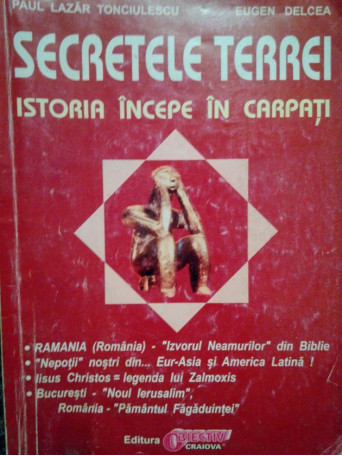 PAUL LAZĂR TONCIULESCU EUGEN DELCEA
SECRETELE TERREI
ISTORIA ÎNCEPE ÎN CARPAȚI
• RAMANIA (România) - "Izvorul Neamurilor" din Biblie
• "Nepoții" noștri din... Eur-Asia și America Latină !
• Iisus Christos = legenda lui Zalmoxis
• București - "Noul Ierusalim",
România - "Pământul Făgăduinței"
Editura OBIECTIV
CRAIOVA